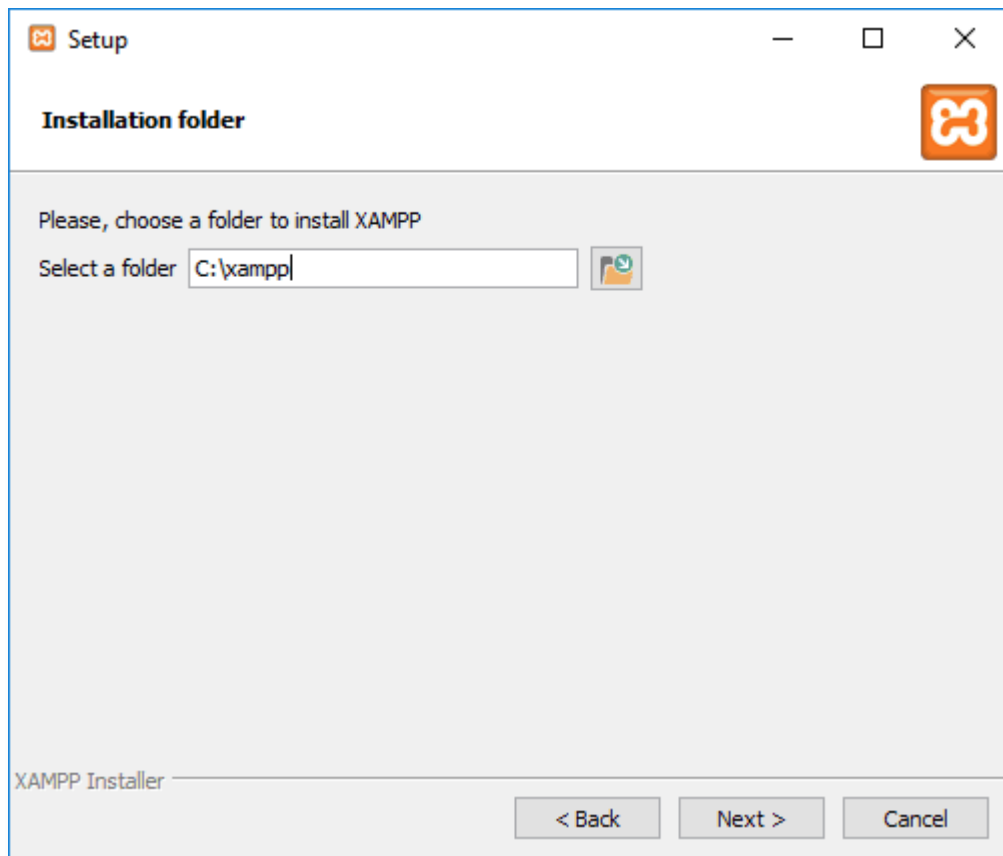 Setup
Installation folder
Please, choose a folder to install XAMPP
Select a folder C:\xampp
XAMPP Installer
< Back Next > Cancel